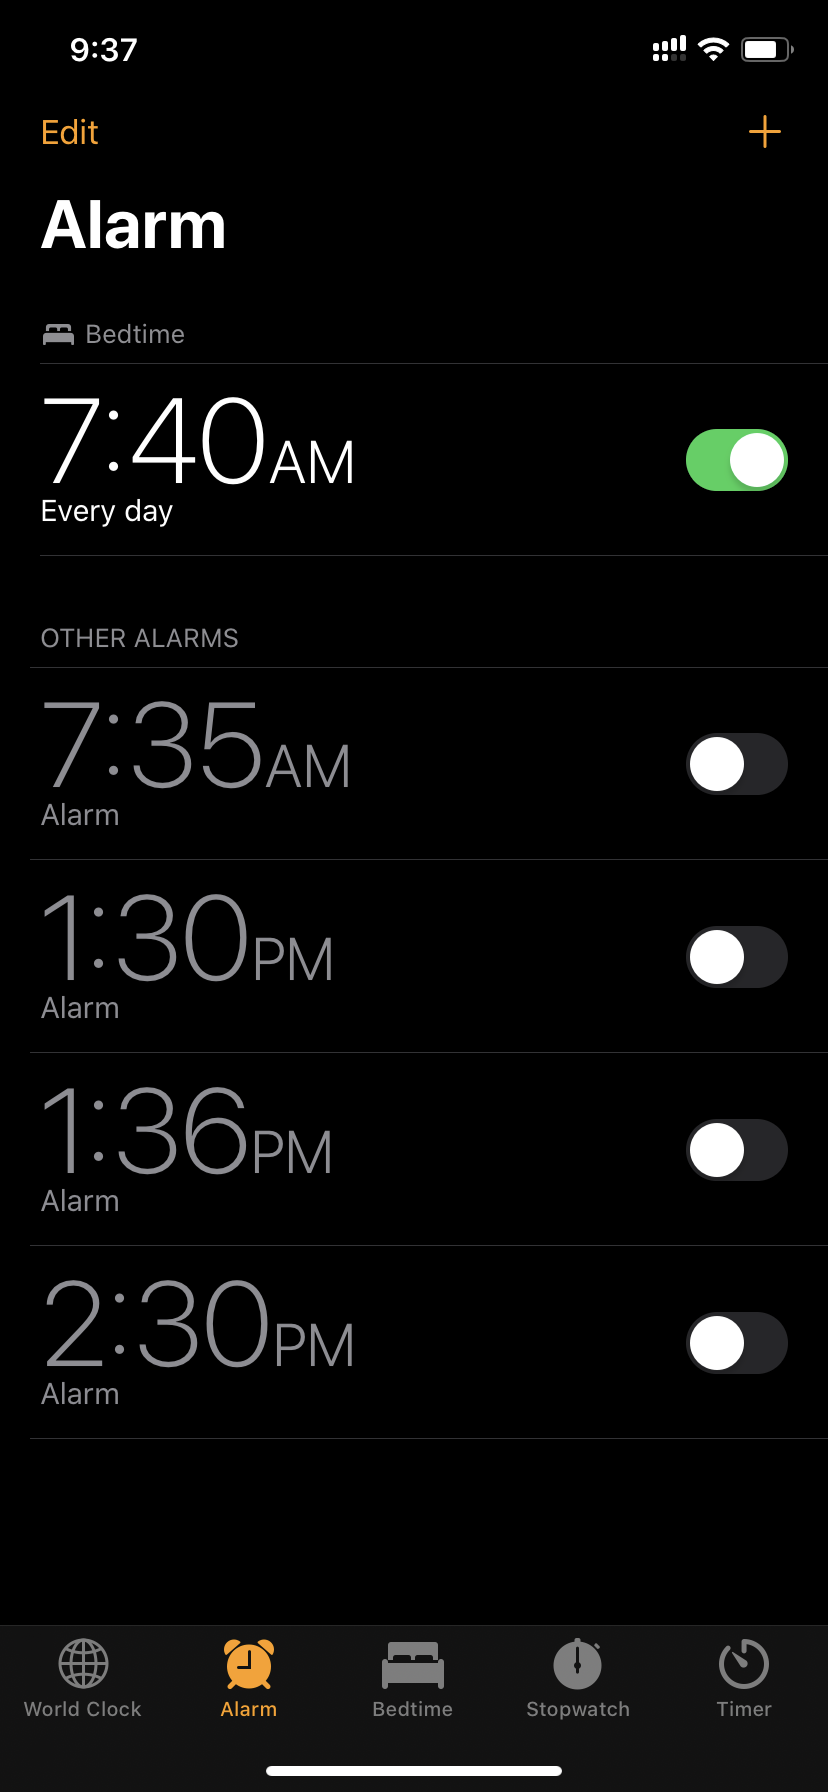 9:37
Edit
Alarm
Bedtime
7:40AM
Every day
OTHER ALARMS
7:35AM
Alarm
1:30PM
Alarm
1:36PM
Alarm
2:30PM
Alarm
World Clock Alarm Bedtime Stopwatch Timer